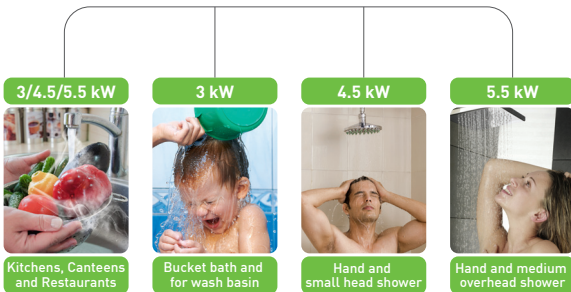 3/4.5/5.5 kW
3 kW
4.5 kW
5.5 kW
Kitchens, Canteens
and Restaurants
Bucket bath and
for wash basin
Hand and
small head shower
Hand and medium
overhead shower